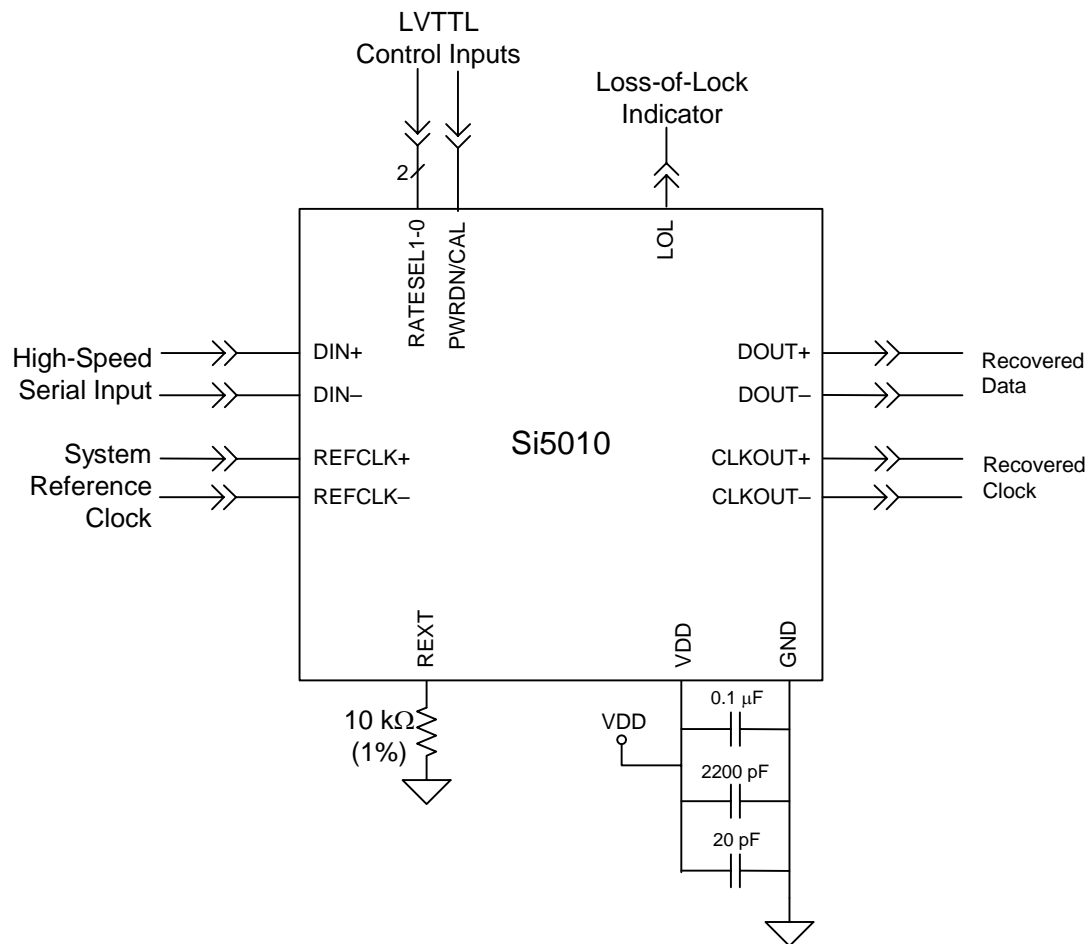 LVTTL
Control Inputs
Loss-of-Lock
Indicator
2
RATESEL1-0
PWRDN/CAL
LOL
High-Speed
Serial Input
DIN+
DIN–
System
Reference
Clock
REFCLK+
REFCLK–
Si5010
DOUT+
DOUT–
Recovered
Data
CLKOUT+
CLKOUT–
Recovered
Clock
REXT
VDD
GND
10 kΩ
(1%)
VDD
0.1 µF
2200 pF
20 pF